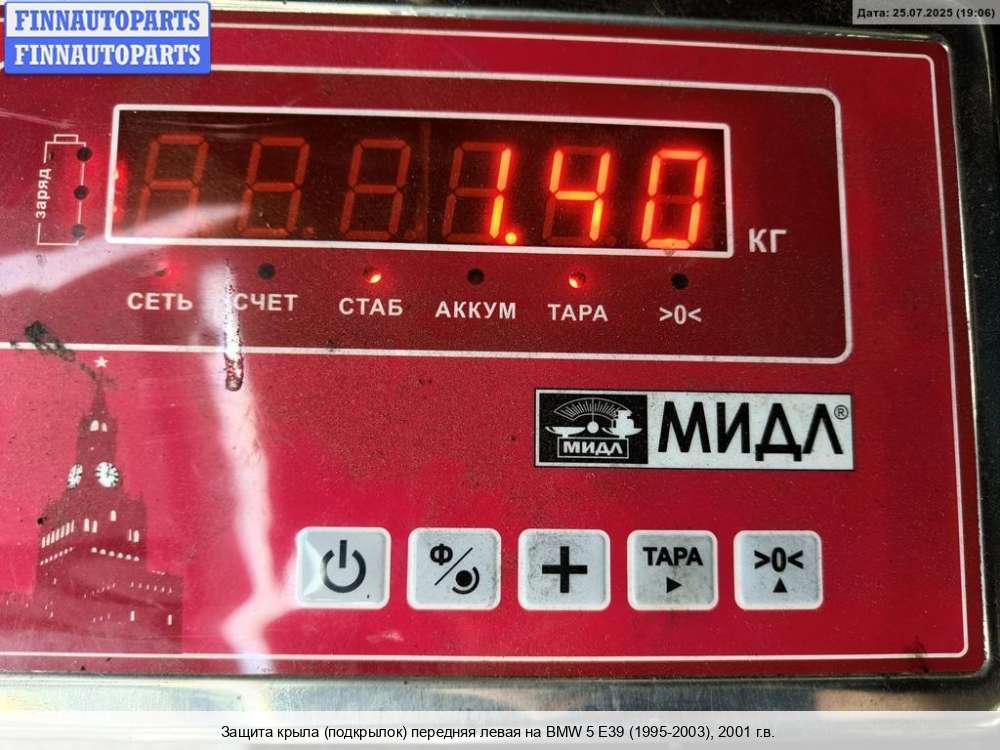 FINNAUTOPARTS
FINNAUTOPARTS
Дата: 25.07.2025 (19:06)
заряд
1.40
КГ
СЕТЬ СЧЕТ СТАБ АККУМ ТАРА >0<
МИДЛ МИДЛ®
Ф ТАРА >0<
Защита крыла (подкрылок) передняя левая на BMW 5 E39 (1995-2003), 2001 г.в.